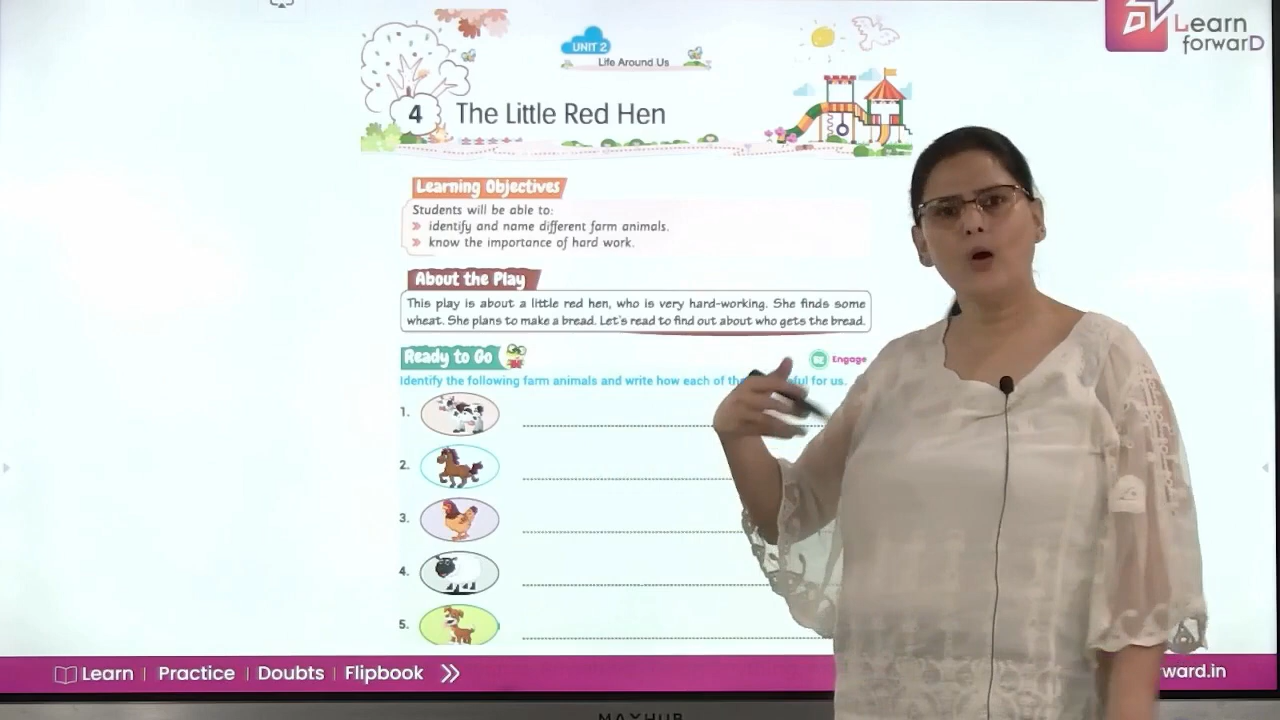 Learn
forwarD
UNIT 2
Life Around Us
4 The Little Red Hen
Learning Objectives
Students will be able to:
» identify and name different farm animals.
» know the importance of hard work.
About the Play
This play is about a little red hen, who is very hard-working. She finds some
wheat. She plans to make a bread. Let's read to find out about who gets the bread.
Ready to Go
Engage
Identify the following farm animals and write how each of for us.
1.
2.
3.
4.
5.
Learn | Practice | Doubts | Flipbook »
ward.in
MAXHUB